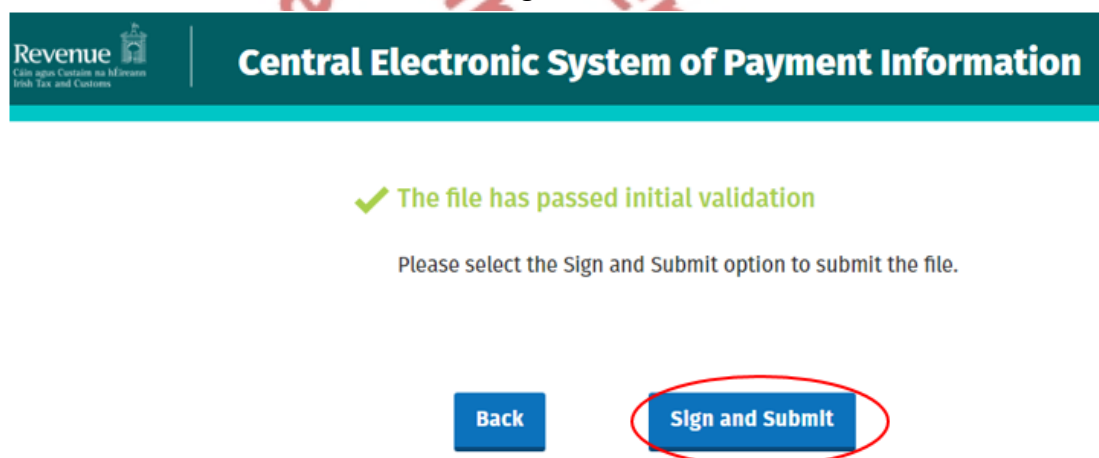 Revenue
Cáin agus Custaim na hÉireann
Irish Tax and Customs
Central Electronic System of Payment Information
The file has passed initial validation
Please select the Sign and Submit option to submit the file.
Back
Sign and Submit